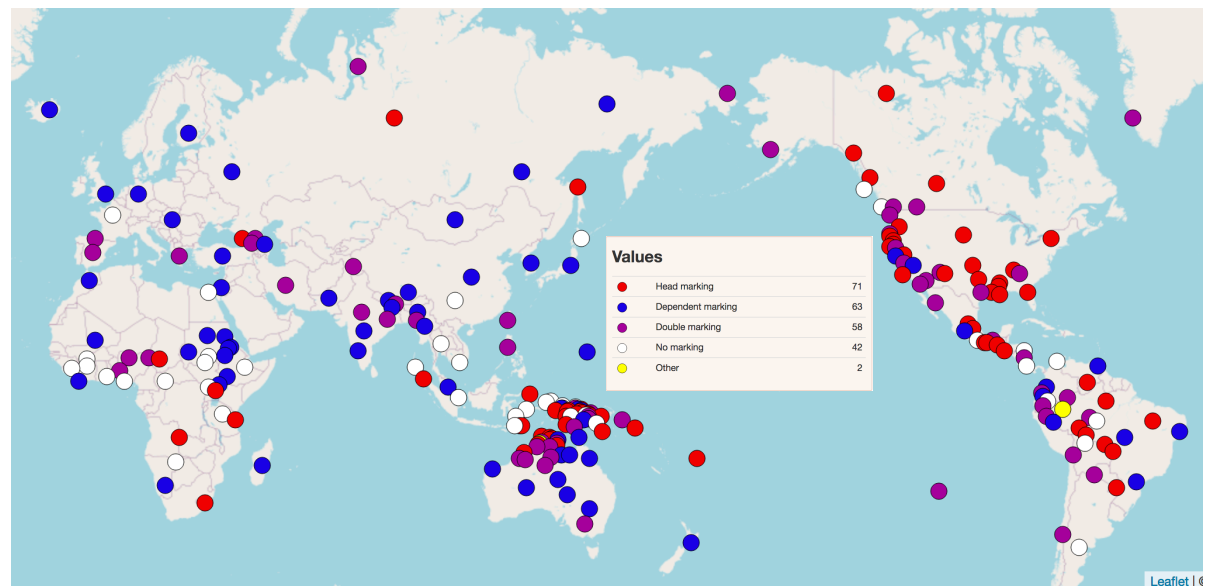 Values
Head marking 71
Dependent marking 63
Double marking 58
No marking 42
Other 2
Leaflet | ©